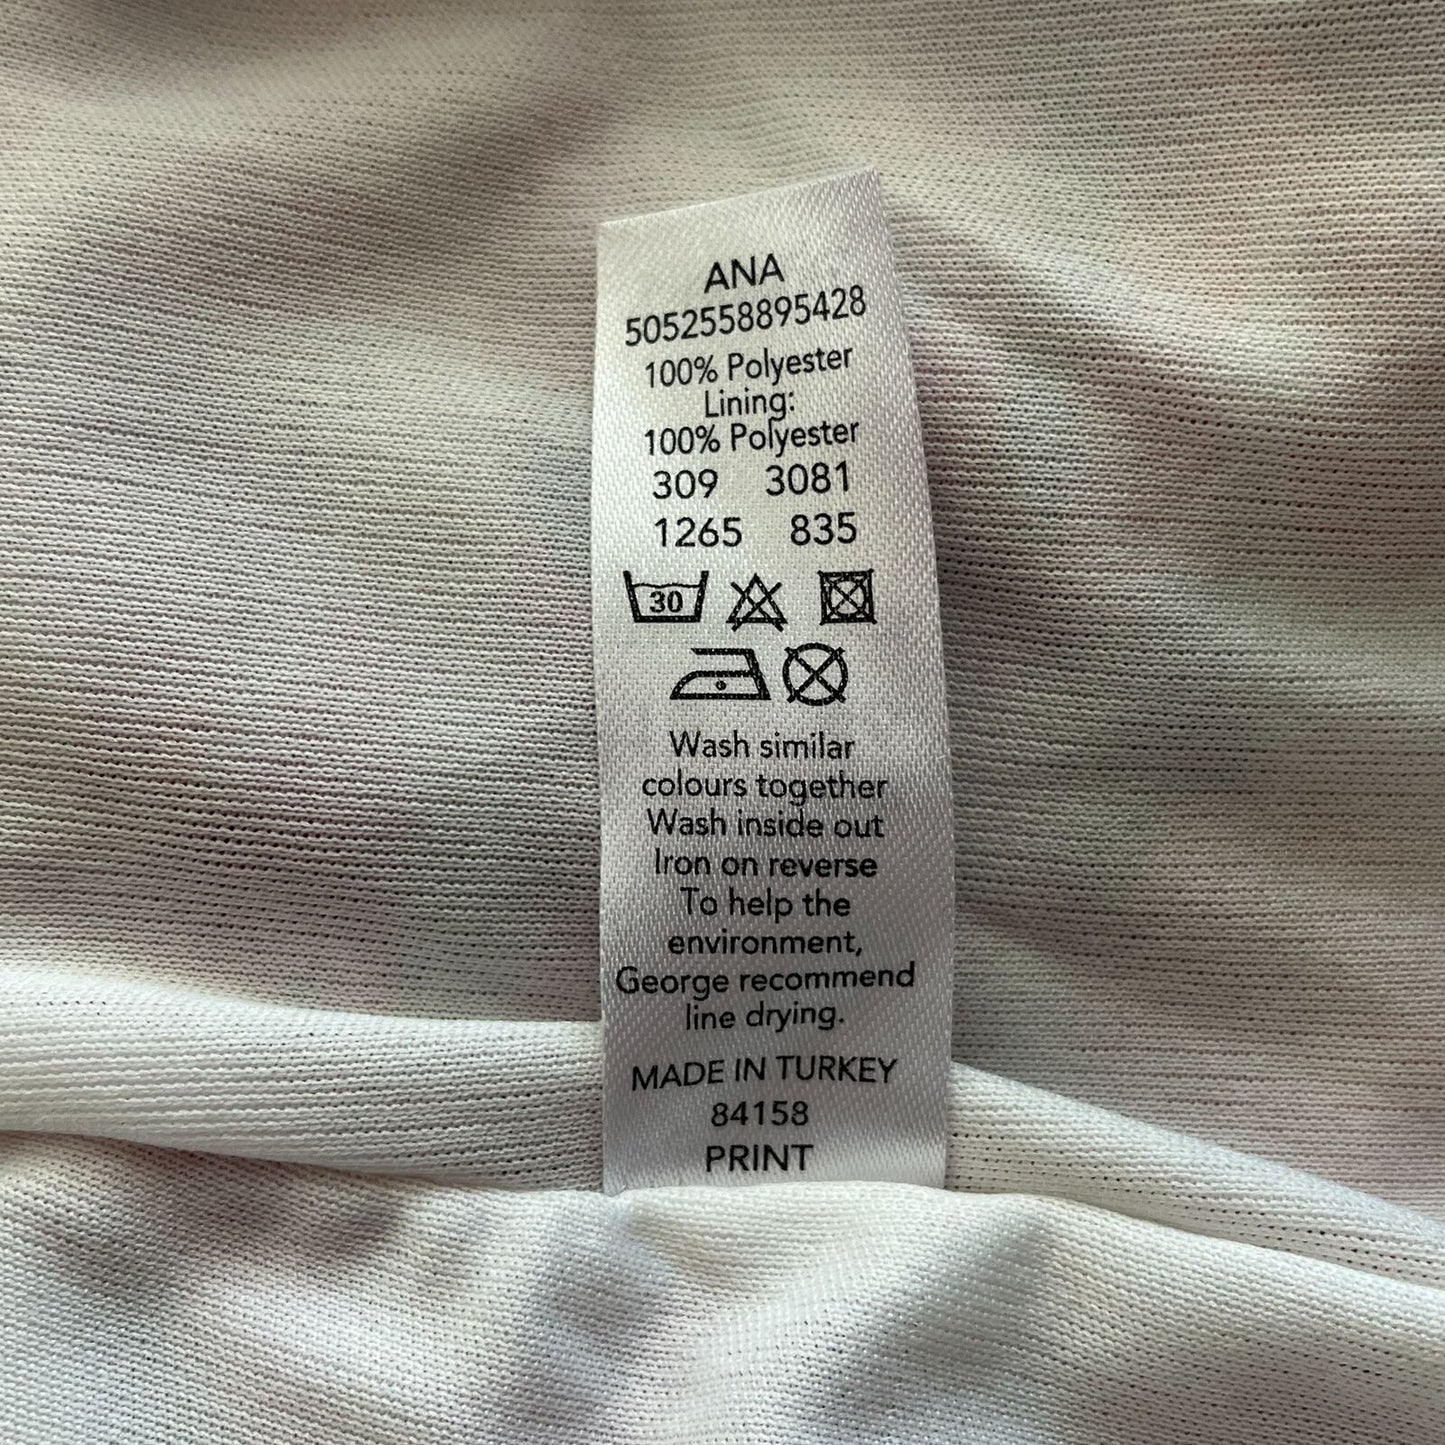 ANA
5052558895428
100% Polyester
Lining:
100% Polyester
309 3081
1265 835
30
Wash similar
colours together
Wash inside out
Iron on reverse
To help the
environment,
George recommend
line drying.
MADE IN TURKEY
84158
PRINT